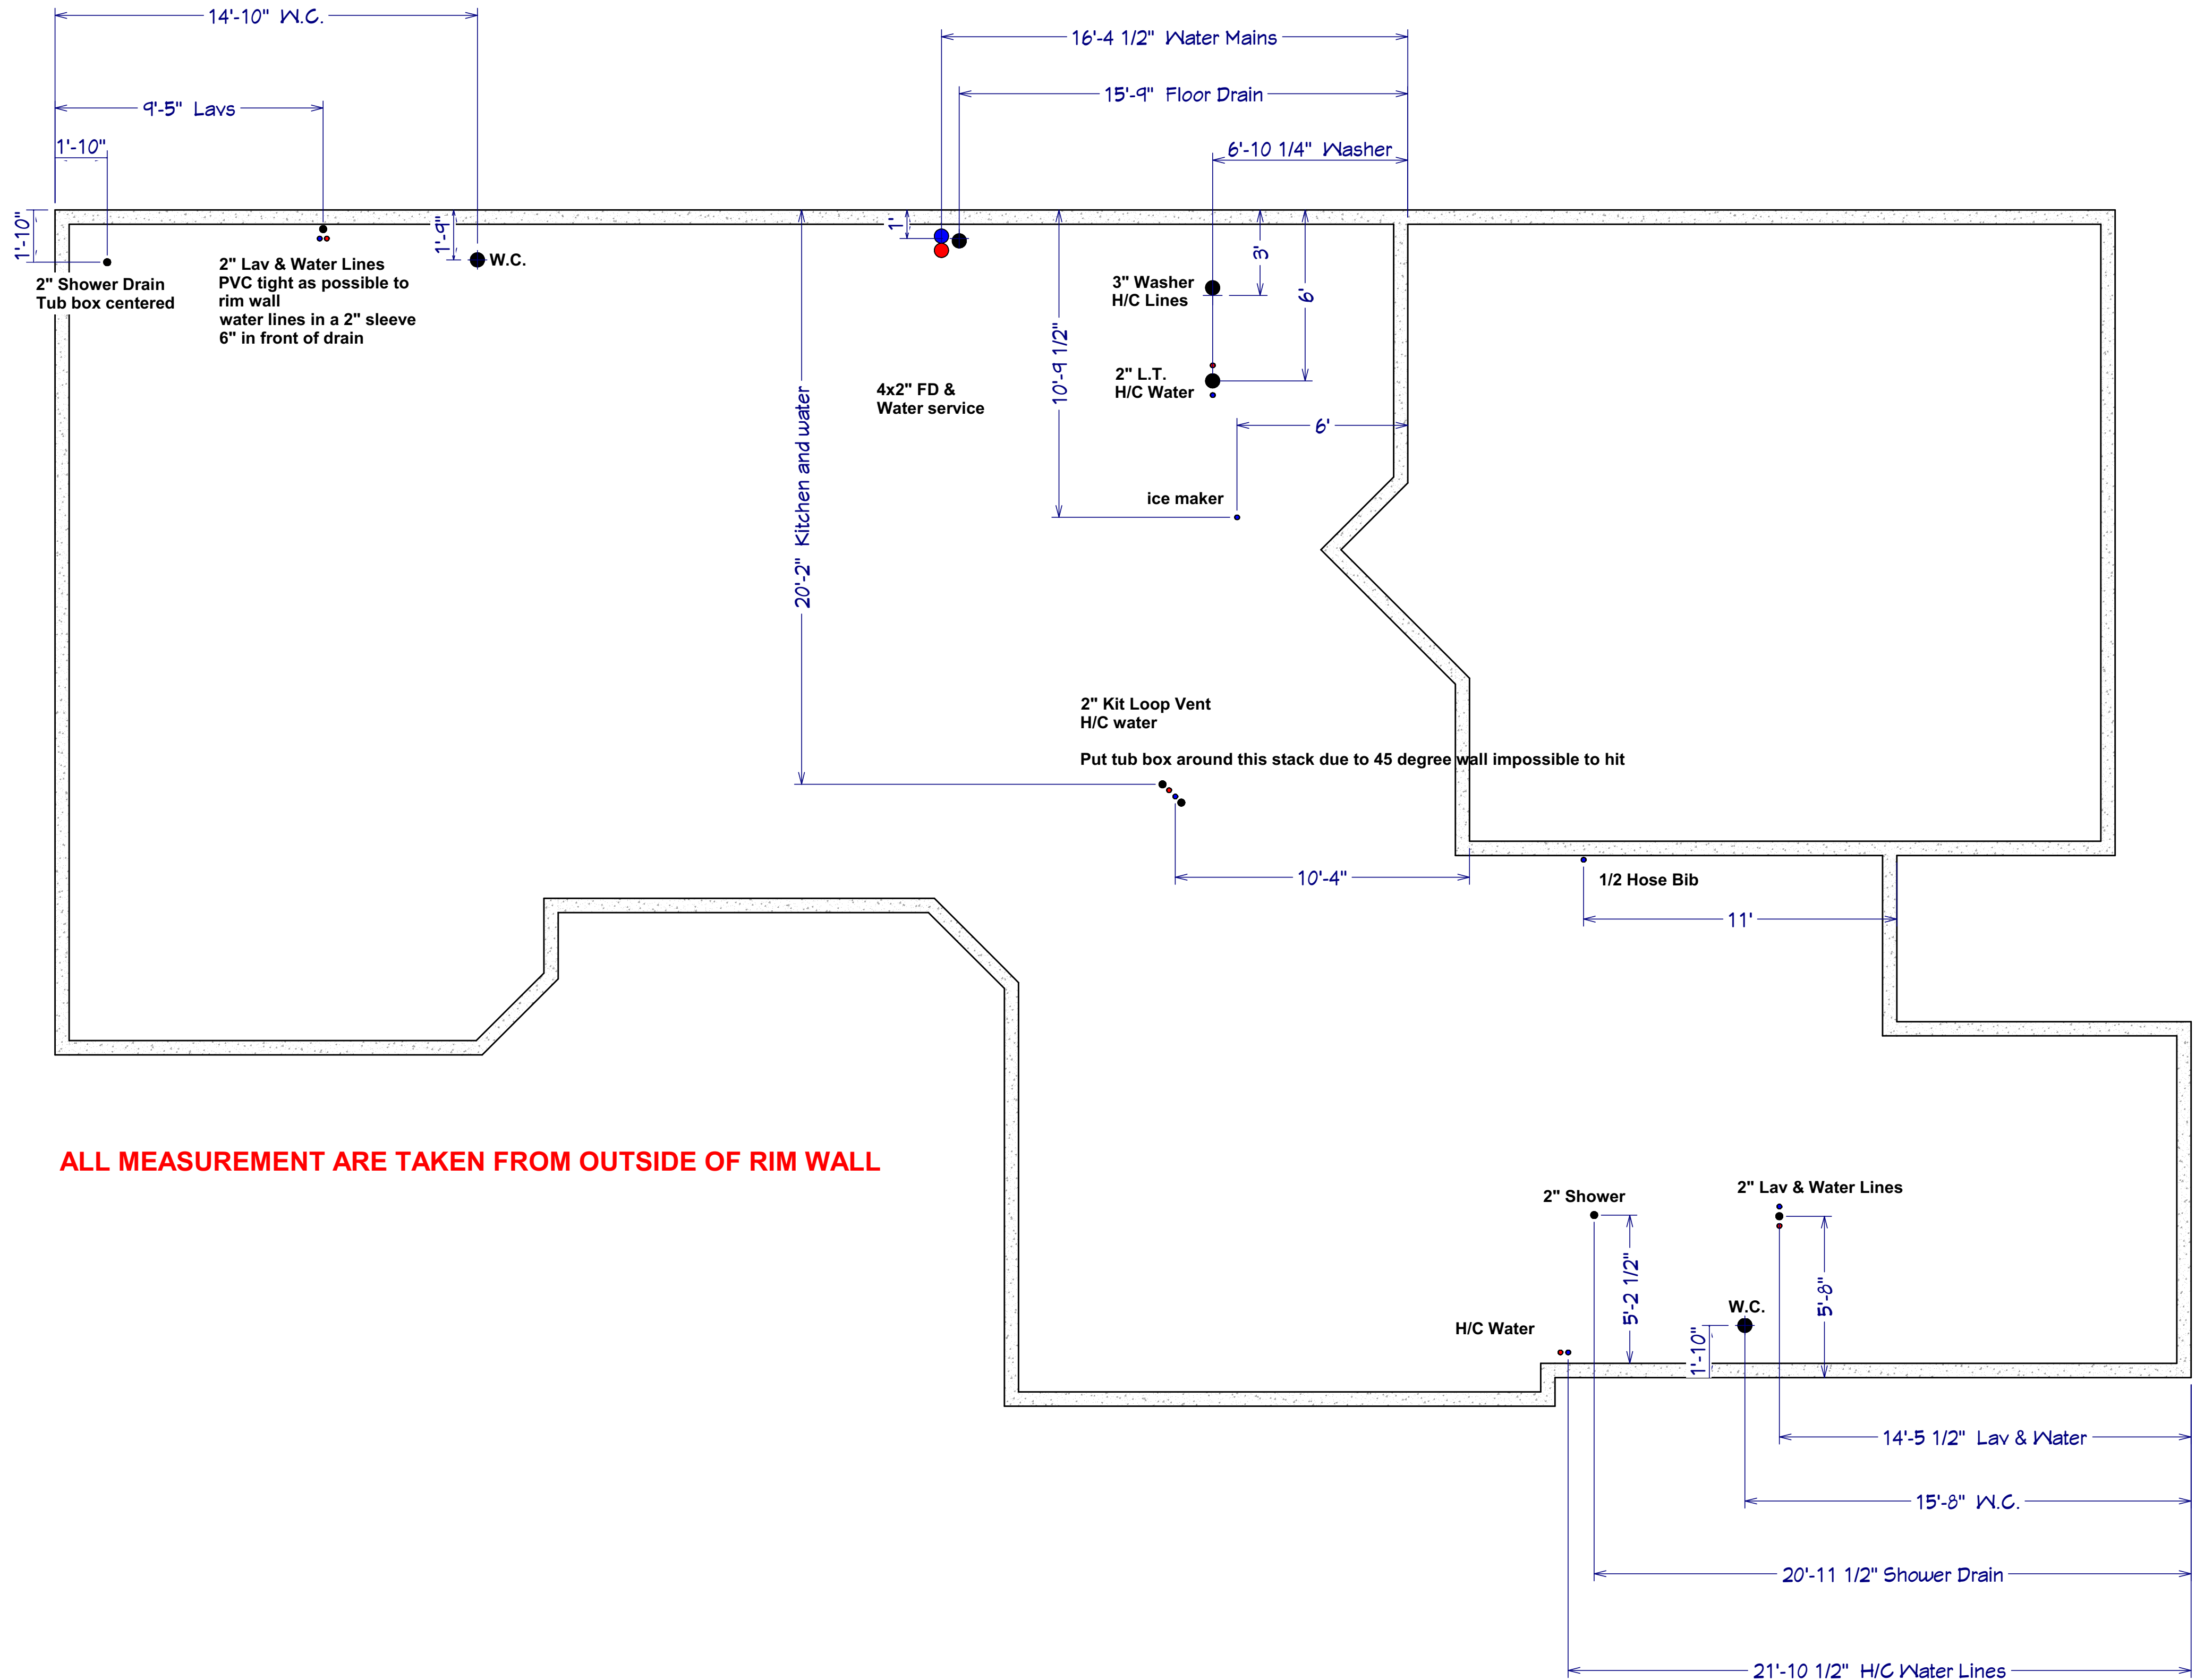 14'-10" W.C.
16'-4 1/2" Water Mains
15'-9" Floor Drain
9'-5" Lavs
1'-10"
6'-10 1/4" Washer
1'-10"
1'-9"
1'
3'
6'
W.C.
2" Shower Drain
Tub box centered
2" Lav & Water Lines
PVC tight as possible to
rim wall
water lines in a 2" sleeve
6" in front of drain
3" Washer
H/C Lines
10'-9 1/2"
2" L.T.
H/C Water
4x2" FD &
Water service
20'-2" Kitchen and water
6'
ice maker
2" Kit Loop Vent
H/C water
Put tub box around this stack due to 45 degree wall impossible to hit
10'-4"
1/2 Hose Bib
11'
ALL MEASUREMENT ARE TAKEN FROM OUTSIDE OF RIM WALL
2" Shower
2" Lav & Water Lines
5'-2 1/2"
5'-8"
W.C.
H/C Water
1'-10"
14'-5 1/2" Lav & Water
15'-8" W.C.
20'-11 1/2" Shower Drain
21'-10 1/2" H/C Water Lines